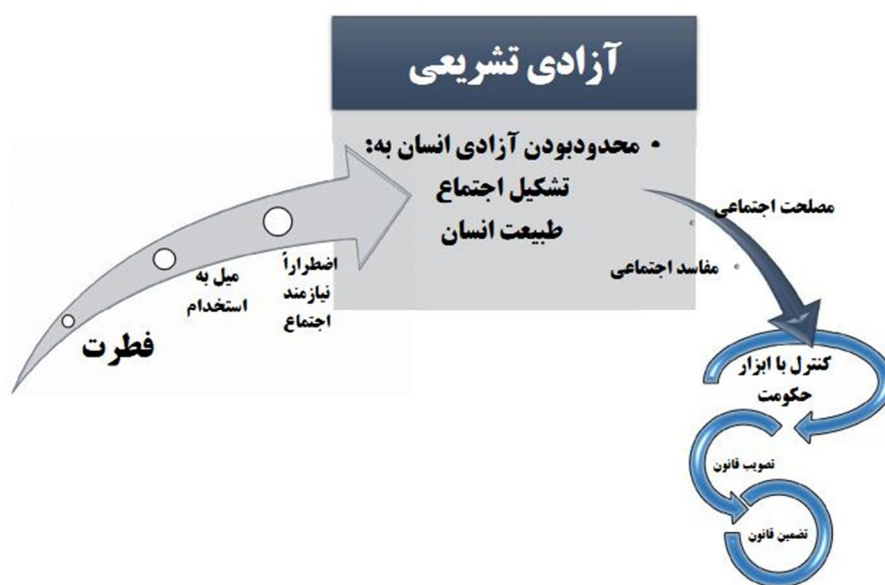 آزادی تشریعی
• محدودبودن آزادی انسان به:
تشکیل اجتماع
طبیعت انسان
فطرت
میل به
استخدام
اضطراراً
نیازمند
اجتماع
مصلحت اجتماعی
مفاسد اجتماعی
کنترل با ابزار
حکومت
تصویب قانون
تضمین قانون